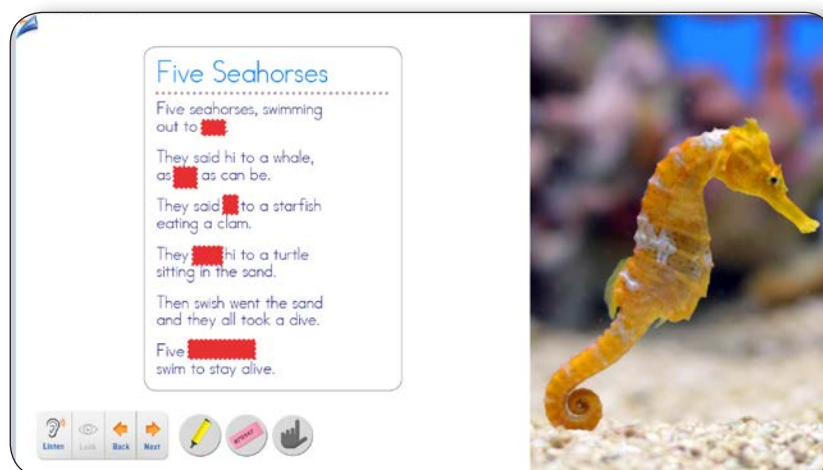 Five Seahorses
Five seahorses, swimming
out to .
They said hi to a whale,
as as can be.
They said to a starfish
eating a clam.
They hi to a turtle
sitting in the sand.
Then swish went the sand
and they all took a dive.
Five
swim to stay alive.
Listen Look Back Next